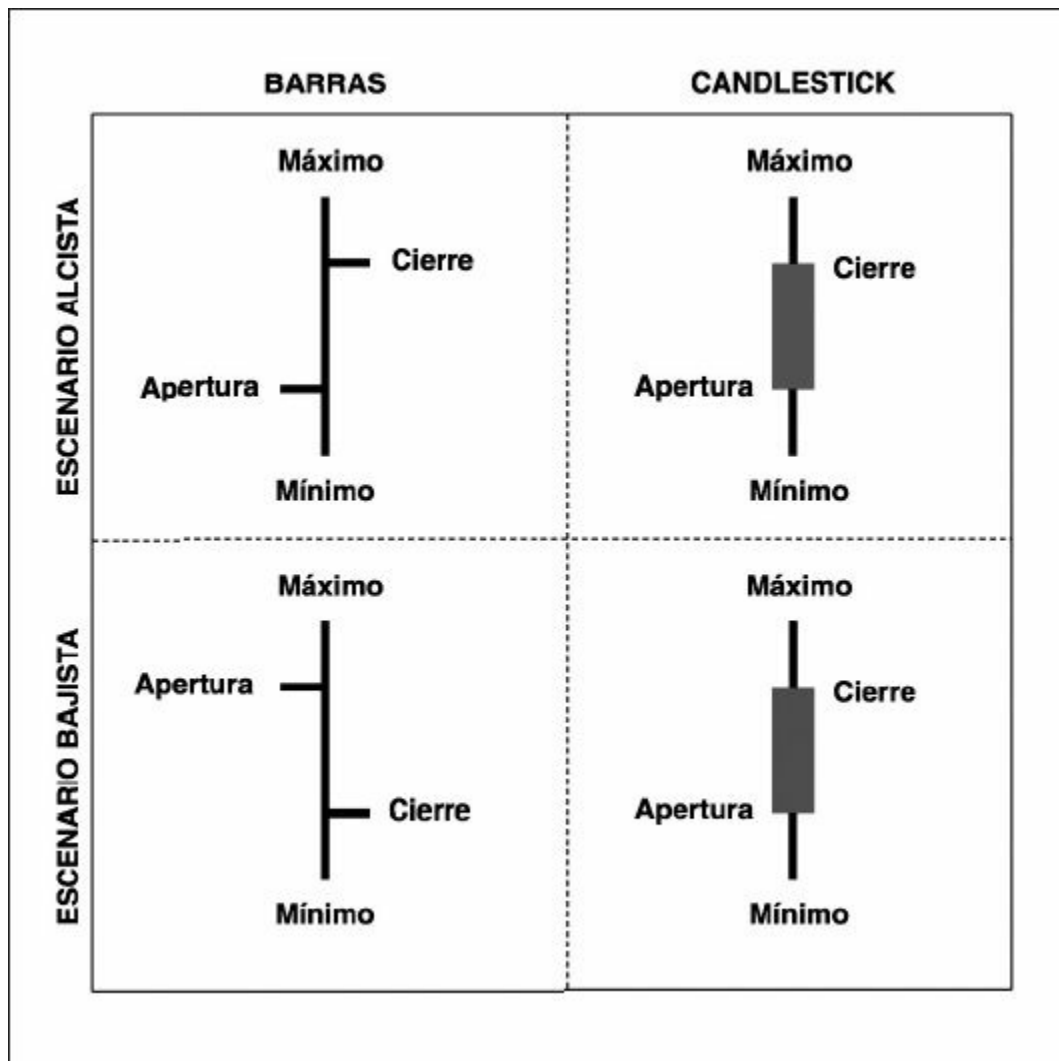 BARRAS
CANDLESTICK
ESCENARIO ALCISTA
Máximo
Cierre
Apertura
Mínimo
Máximo
Cierre
Apertura
Mínimo
ESCENARIO BAJISTA
Máximo
Apertura
Cierre
Mínimo
Máximo
Cierre
Apertura
Mínimo